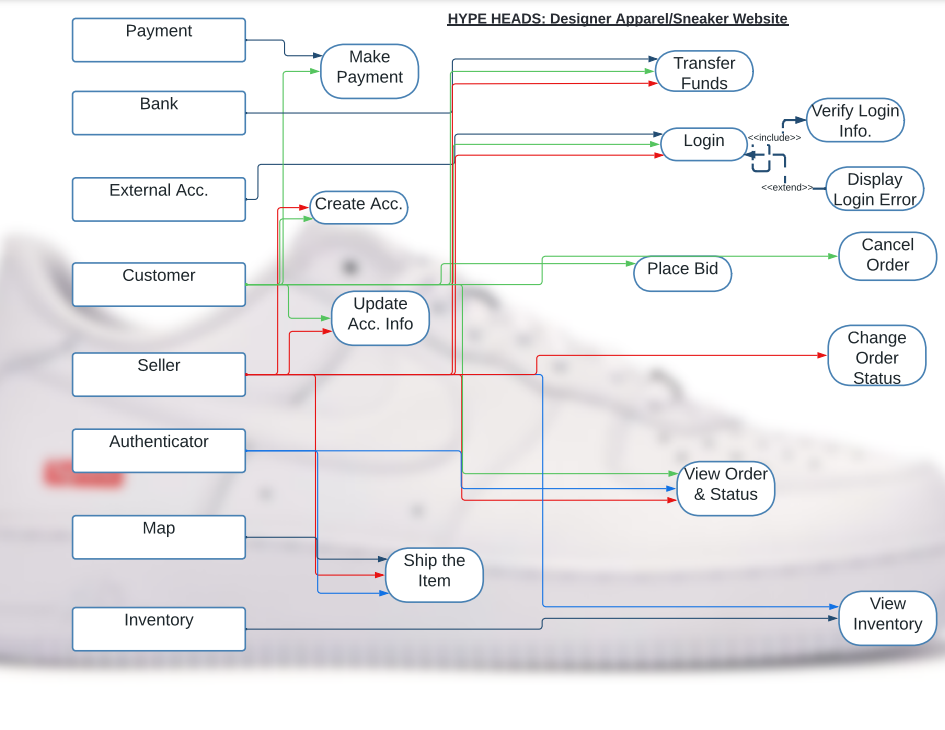 HYPE HEADS: Designer Apparel/Sneaker Website
Payment
Make
Payment
Transfer
Funds
Bank
Verify Login
Info.
Login
<<include>>
External Acc.
<<extend>>
Display
Login Error
Create Acc.
Customer
Place Bid
Cancel
Order
Update
Acc. Info
Seller
Change
Order
Status
Authenticator
View Order
& Status
Map
Ship the
Item
Inventory
View
Inventory